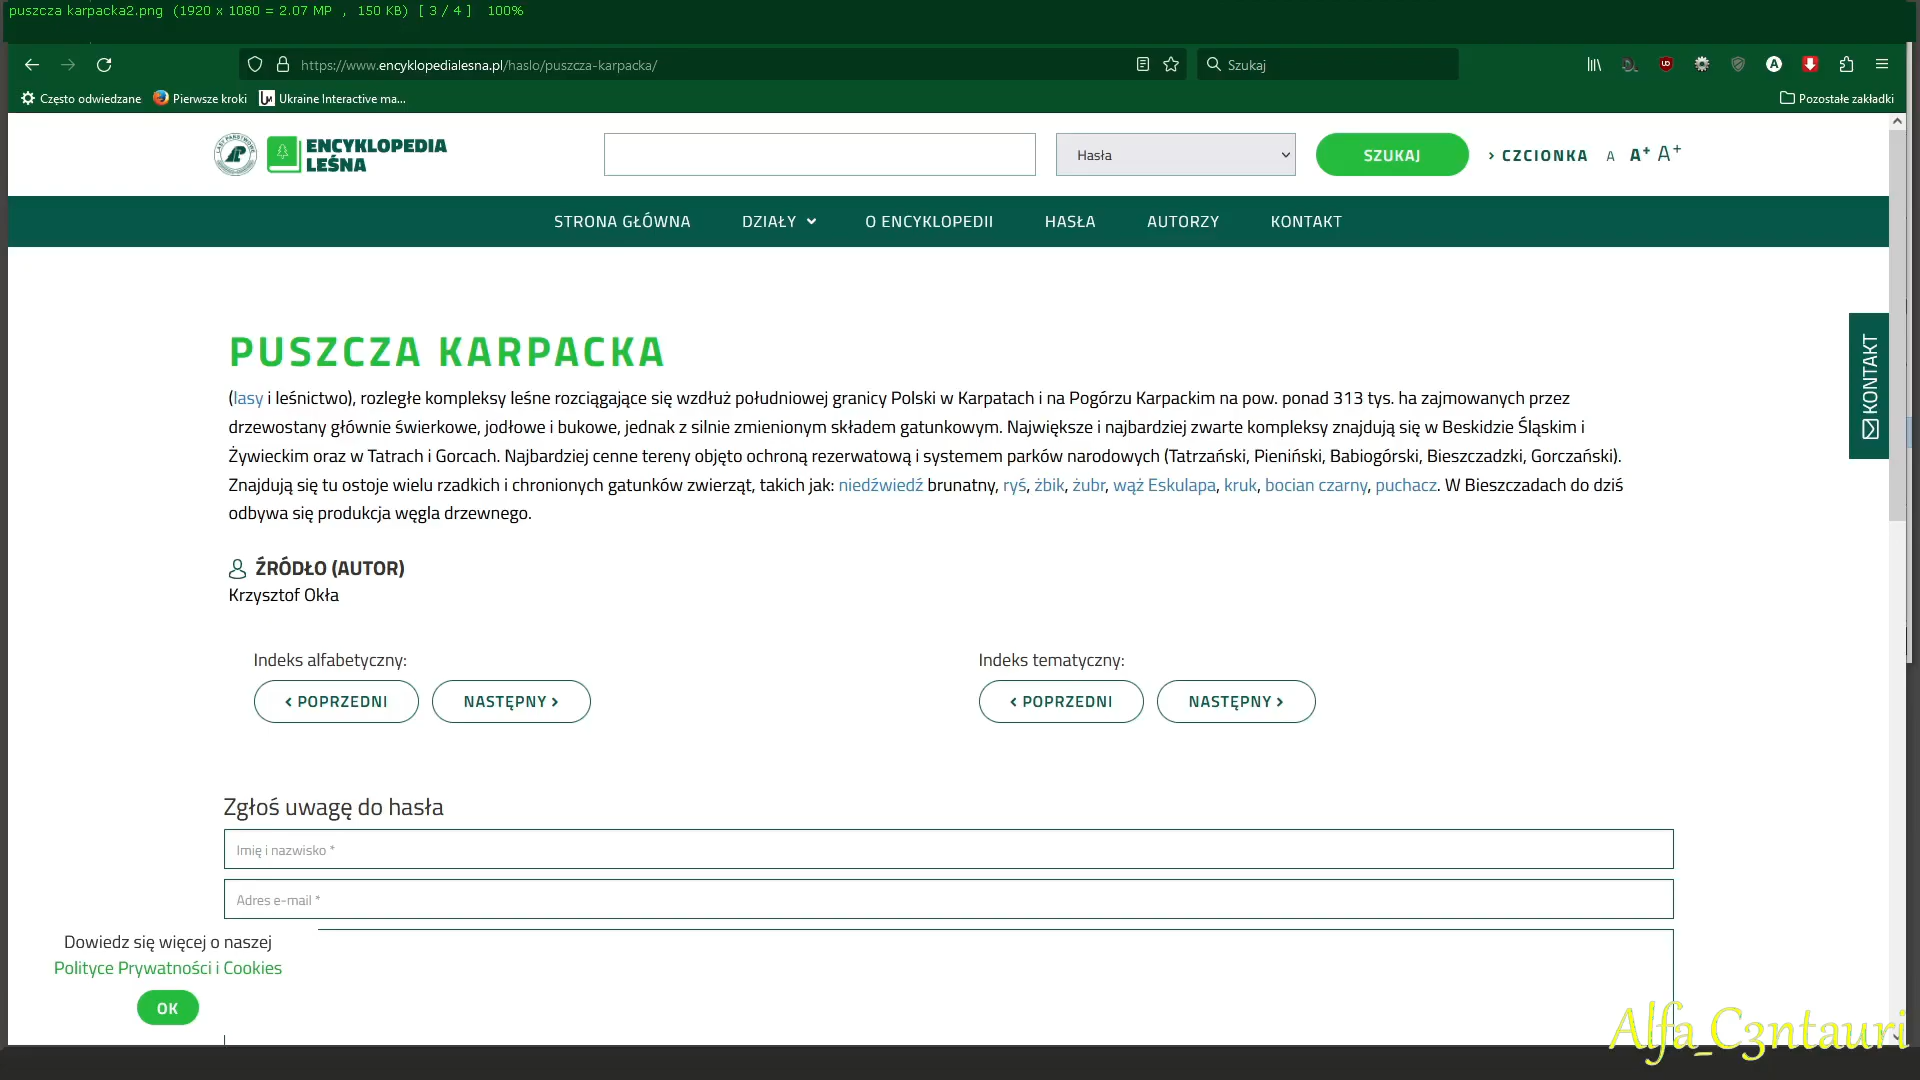 puszcza karpacka2.png (1920 x 1080 = 2.07 MP , 150 KB) [ 3 / 4 ] 100%
https://www.encyklopedialesna.pl/haslo/puszcza-karpacka/
Szukaj
Często odwiedzane
Pierwsze kroki
Ukraine Interactive ma...
Pozostałe zakładki
ENCYKLOPEDIA
LEŚNA
Hasła
SZUKAJ
› CZCIONKA A A+ A+
STRONA GŁÓWNA
DZIAŁY
O ENCYKLOPEDII
HASŁA
AUTORZY
KONTAKT
KONTAKT
PUSZCZA KARPACKA
(lasy i leśnictwo), rozległe kompleksy leśne rozciągające się wzdłuż południowej granicy Polski w Karpatach i na Pogórzu Karpackim na pow. ponad 313 tys. ha zajmowanych przez
drzewostany głównie świerkowe, jodłowe i bukowe, jednak z silnie zmienionym składem gatunkowym. Największe i najbardziej zwarte kompleksy znajdują się w Beskidzie Śląskim i
Żywieckim oraz w Tatrach i Gorcach. Najbardziej cenne tereny objęto ochroną rezerwatową i systemem parków narodowych (Tatrzański, Pieniński, Babiogórski, Bieszczadzki, Gorczański).
Znajdują się tu ostoje wielu rzadkich i chronionych gatunków zwierząt, takich jak: niedźwiedź brunatny, ryś, żbik, żubr, wąż Eskulapa, kruk, bocian czarny, puchacz. W Bieszczadach do dziś
odbywa się produkcja węgla drzewnego.
ŹRÓDŁO (AUTOR)
Krzysztof Okła
Indeks alfabetyczny:
‹ POPRZEDNI
NASTĘPNY ›
Indeks tematyczny:
‹ POPRZEDNI
NASTĘPNY ›
Zgłoś uwagę do hasła
Imię i nazwisko *
Adres e-mail *
Dowiedz się więcej o naszej
Polityce Prywatności i Cookies
OK
Alfa_C3ntauri